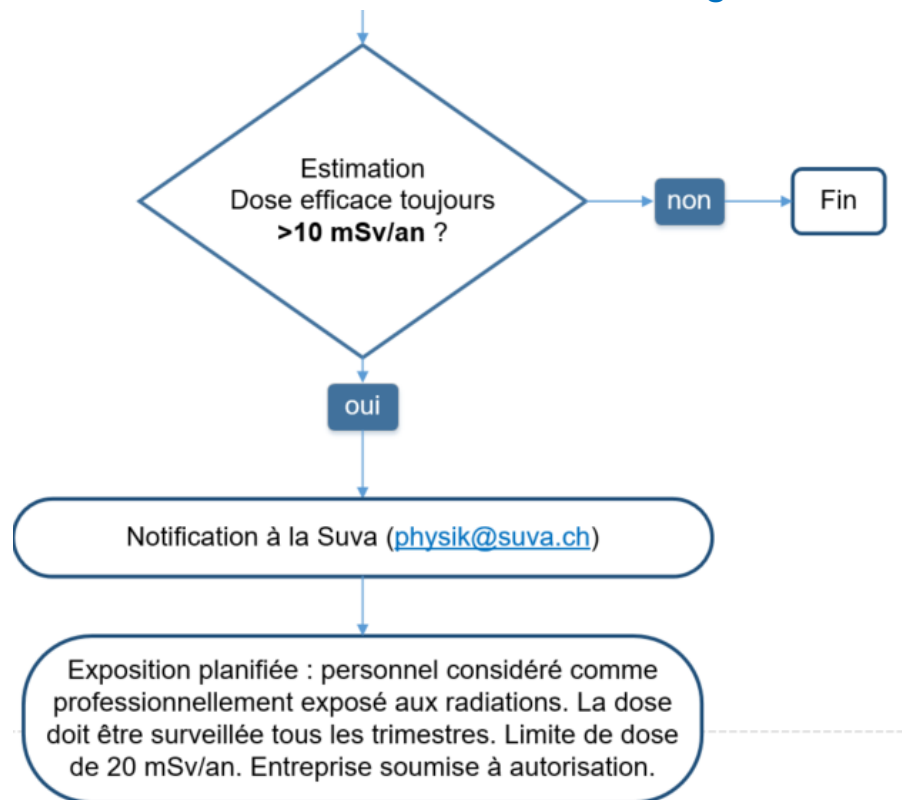 Estimation
Dose efficace toujours
>10 mSv/an ?
non
Fin
oui
Notification à la Suva (physik@suva.ch)
Exposition planifiée : personnel considéré comme
professionnellement exposé aux radiations. La dose
doit être surveillée tous les trimestres. Limite de dose
de 20 mSv/an. Entreprise soumise à autorisation.